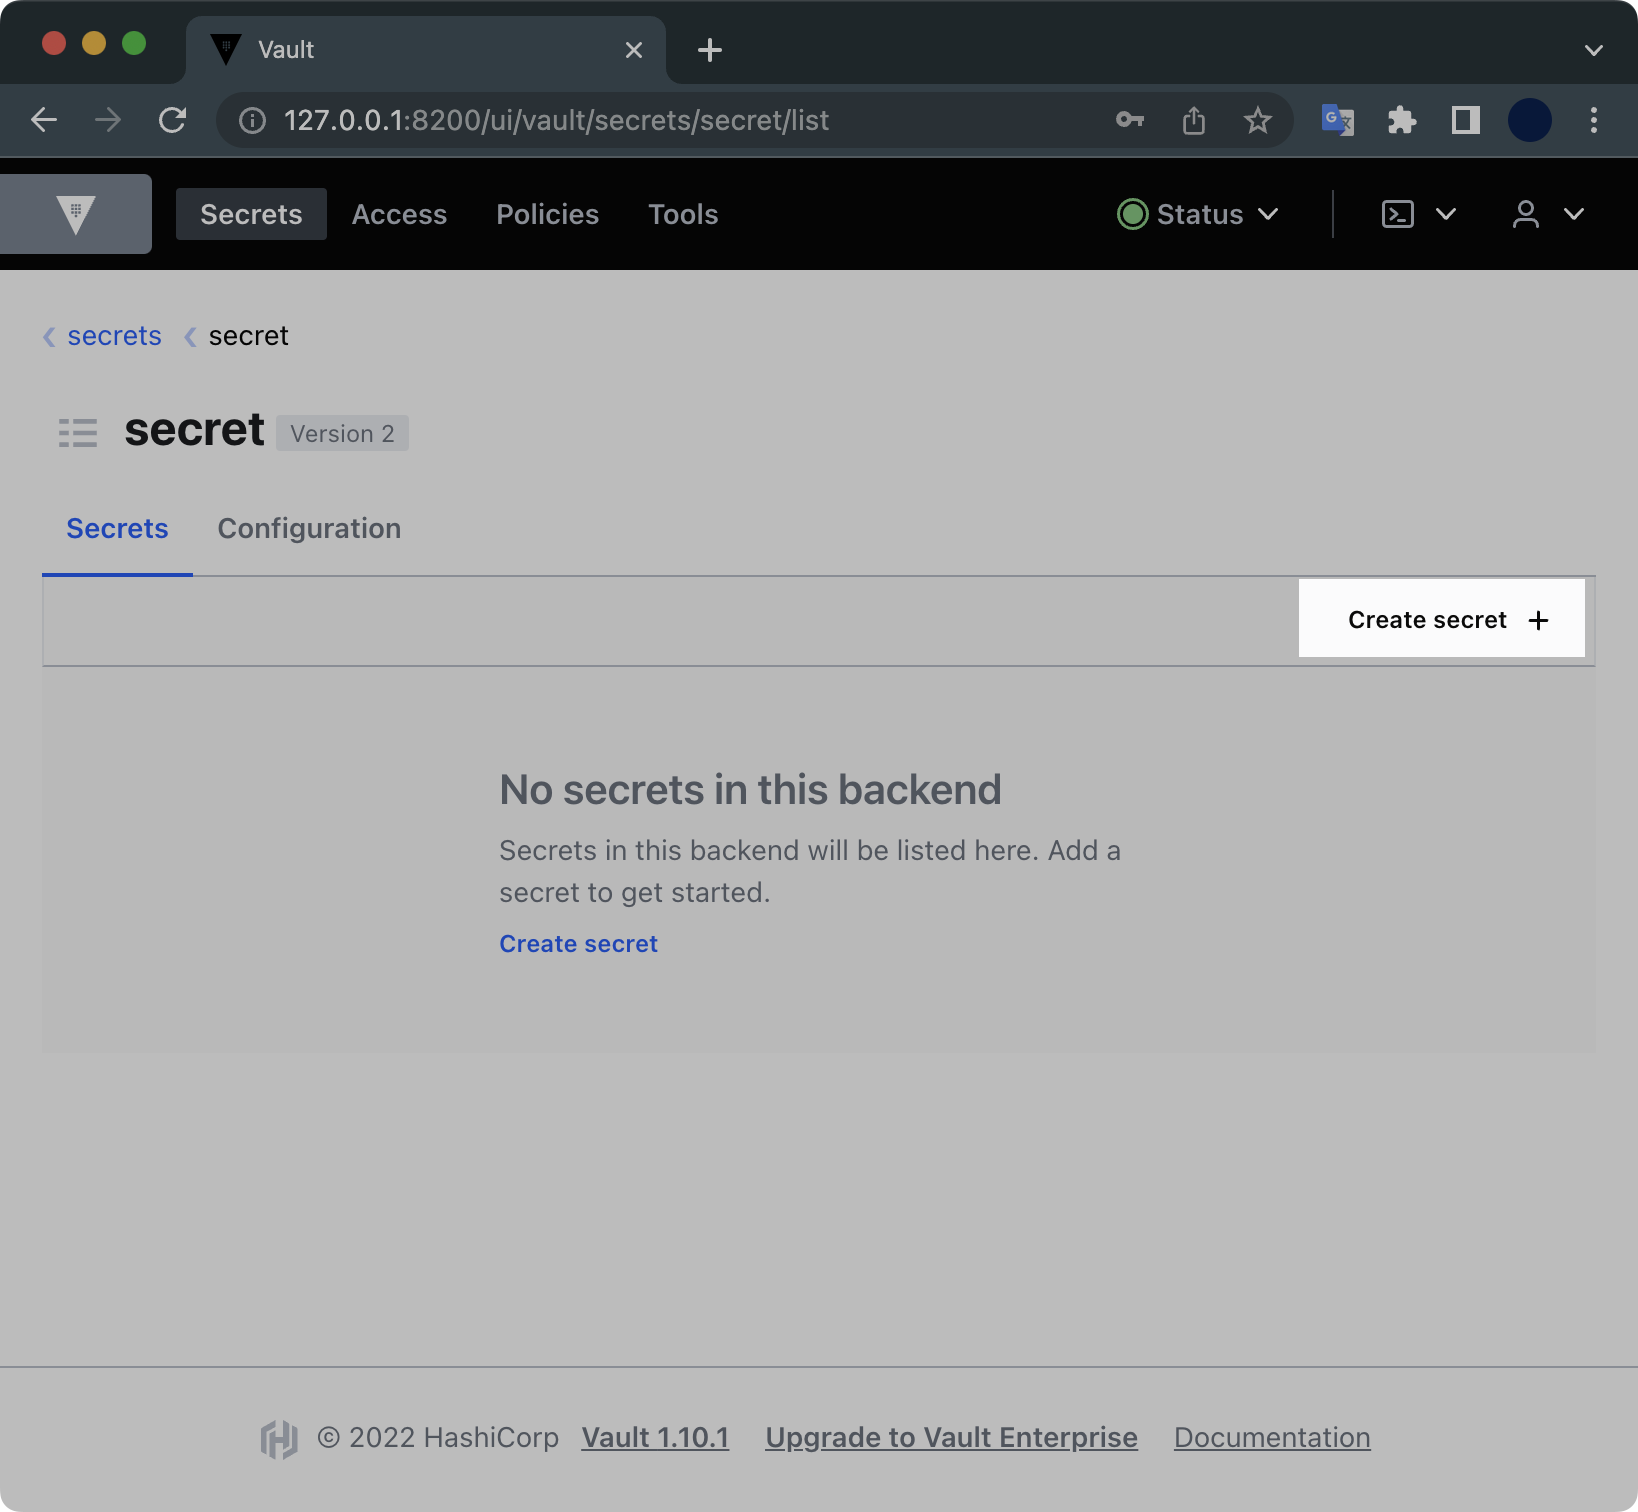 Vault
127.0.0.1:8200/ui/vault/secrets/secret/list
Secrets Access Policies Tools Status
secrets secret
secret Version 2
Secrets Configuration
Create secret +
No secrets in this backend
Secrets in this backend will be listed here. Add a
secret to get started.
Create secret
© 2022 HashiCorp Vault 1.10.1 Upgrade to Vault Enterprise Documentation